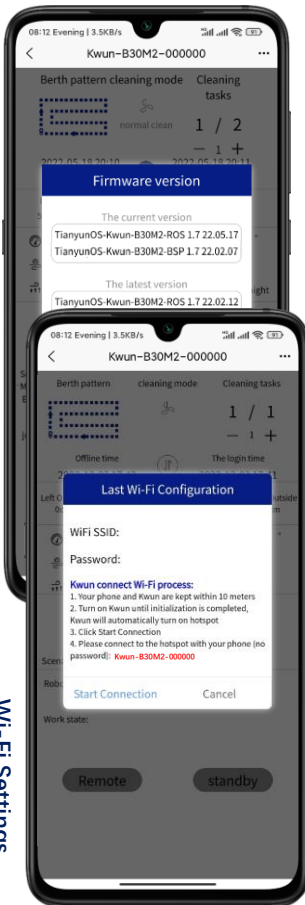 08:12 Evening | 3.5KB/s
Kwun-B30M2-000000
Berth pattern cleaning mode Cleaning
tasks
normal clean
1 / 2
— 1 +
2022-05-18 20:10
2022-05-18 20:11
Firmware version
The current version
TianyunOS-Kwun-B30M2-ROS 1.7 22.05.17
TianyunOS-Kwun-B30M2-BSP 1.7 22.02.07
The latest version
TianyunOS-Kwun-B30M2-ROS 1.7 22.02.12
08:12 Evening | 3.5KB/s
Kwun-B30M2-000000
Berth pattern cleaning mode Cleaning tasks
1 / 1
— 1 +
Offline time The login time
Last Wi-Fi Configuration
WiFi SSID:
Password:
Kwun connect Wi-Fi process:
1. Your phone and Kwun are kept within 10 meters
2. Turn on Kwun until initialization is completed,
Kwun will automatically turn on hotspot
3. Click Start Connection
4. Please connect to the hotspot with your phone (no
password): Kwun-B30M2-000000
Start Connection Cancel
Work state:
Remote standby
Wi-Fi Settings